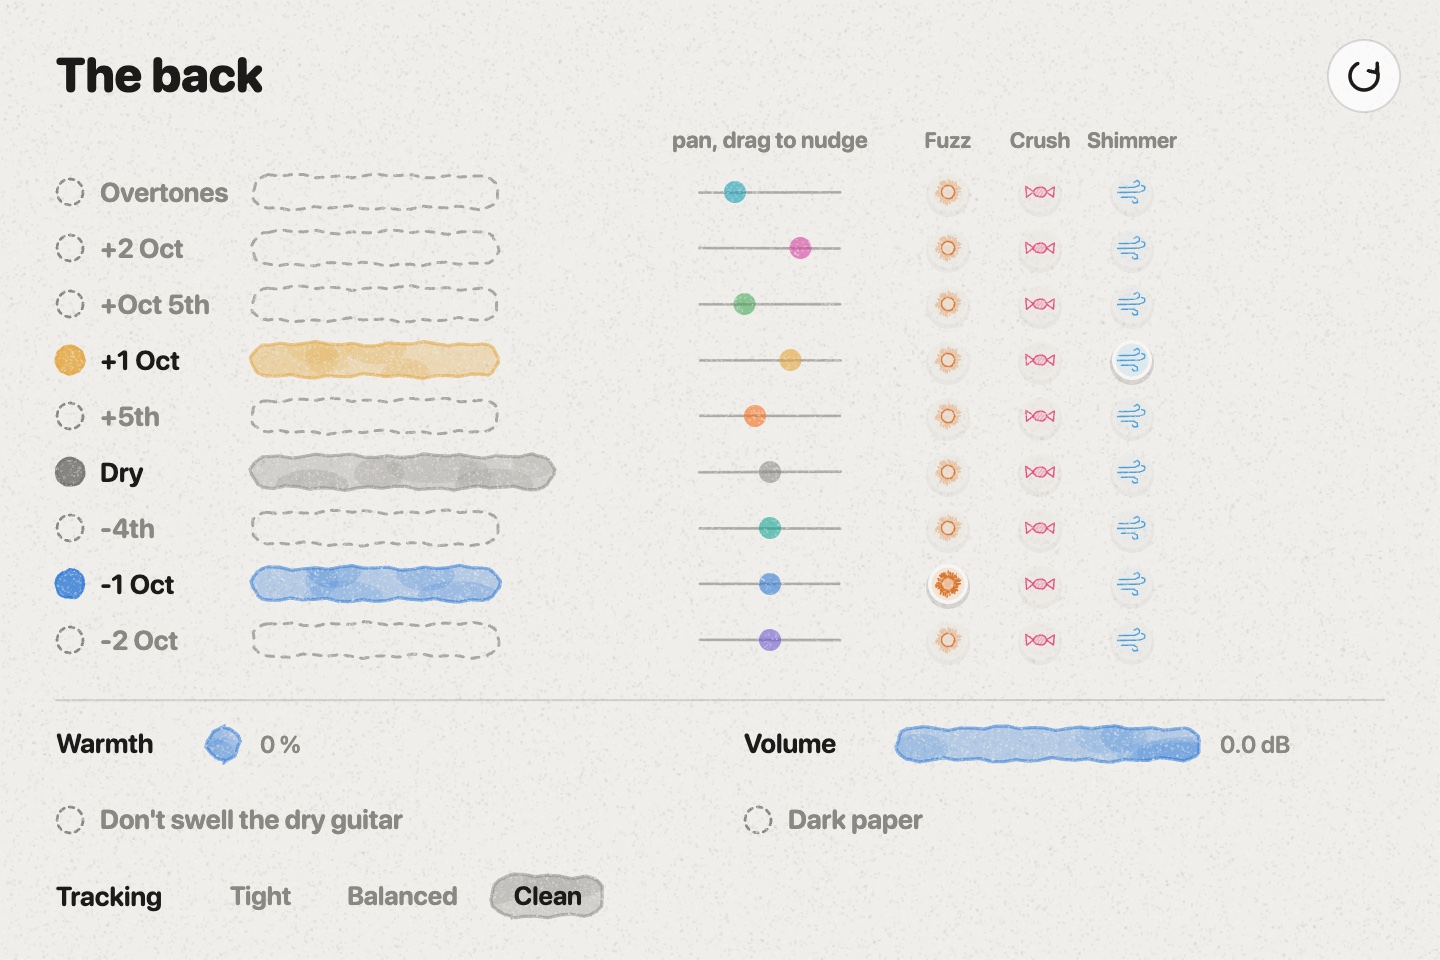 The back
pan, drag to nudge Fuzz Crush Shimmer
Overtones
+2 Oct
+Oct 5th
+1 Oct
+5th
Dry
-4th
-1 Oct
-2 Oct
Warmth 0 % Volume 0.0 dB
Don't swell the dry guitar Dark paper
Tracking Tight Balanced Clean